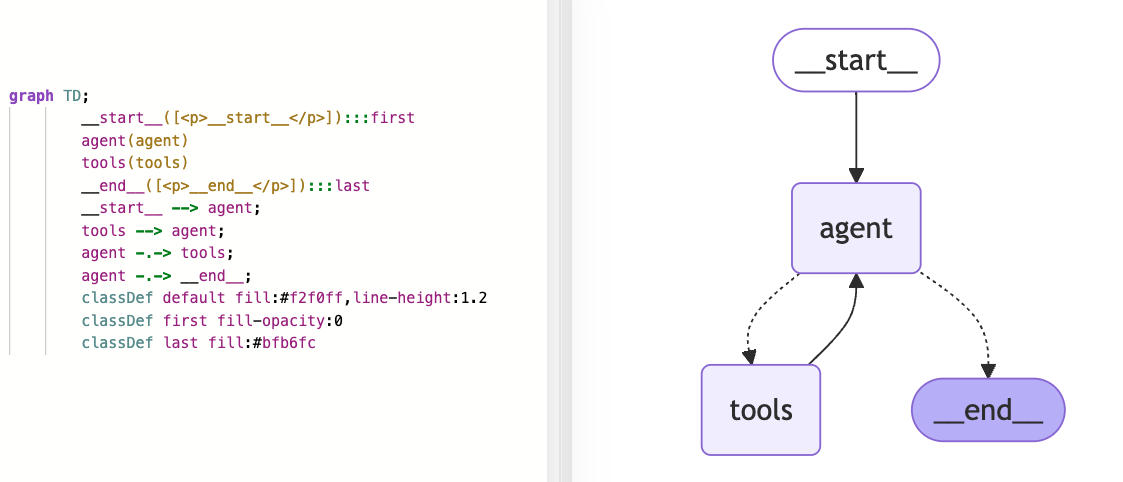 graph TD;
__start__([<p>__start__</p>]):::first
agent(agent)
tools(tools)
__end__([<p>__end__</p>]):::last
__start__ --> agent;
tools --> agent;
agent -.-> tools;
agent -.-> __end__;
classDef default fill:#f2f0ff,line-height:1.2
classDef first fill-opacity:0
classDef last fill:#bfb6fc
__start__
agent
tools
__end__